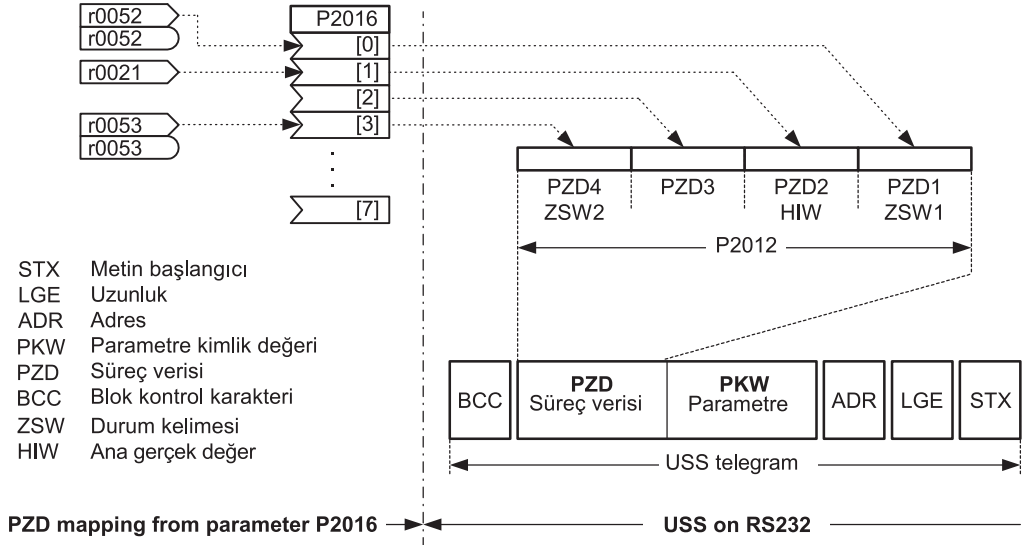 r0052
r0052
r0021
r0053
r0053
P2016
[0]
[1]
[2]
[3]
[7]
PZD4
ZSW2
PZD3
PZD2
HIW
PZD1
ZSW1
P2012
STX Metin başlangıcı
LGE Uzunluk
ADR Adres
PKW Parametre kimlik değeri
PZD Süreç verisi
BCC Blok kontrol karakteri
ZSW Durum kelimesi
HIW Ana gerçek değer
BCC
PZD
Süreç verisi
PKW
Parametre
ADR
LGE
STX
USS telegram
PZD mapping from parameter P2016
USS on RS232